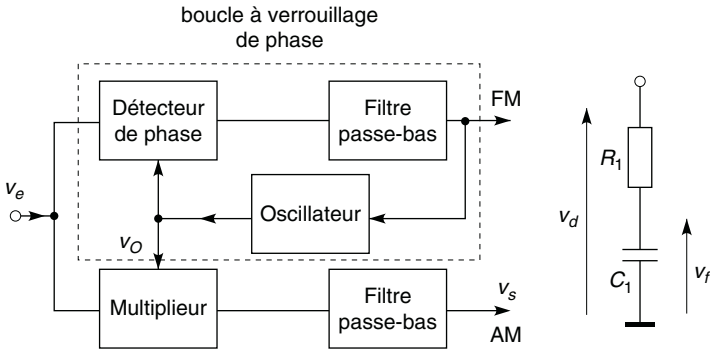 boucle à verrouillage
de phase
Détecteur
de phase
Filtre
passe-bas
FM
v_e
Oscillateur
v_O
Multiplieur
Filtre
passe-bas
v_s
AM
R_1
v_d
C_1
v_f